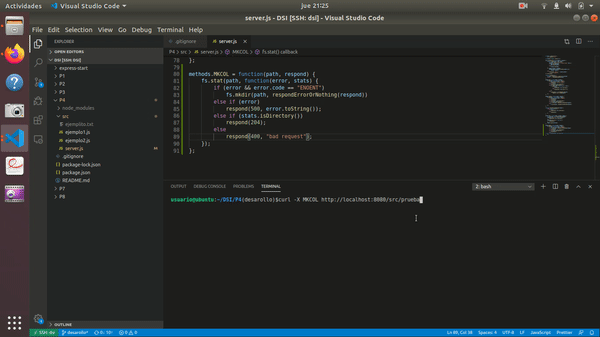 Actividades
Visual Studio Code
jue 21:25
server.js - DSI [SSH: dsi] - Visual Studio Code
File Edit Selection View Go Debug Terminal Help
EXPLORER
OPEN EDITORS
DSI [SSH: DSI]
express-start
P1
P2
P3
P4
node_modules
src
ejemplito.txt
ejemplo1.js
ejemplo2.js
server.js M
.gitignore
package-lock.json
package.json
README.md
P7
P8
OUTLINE
.gitignore
server.js
P4 > src > server.js > MKCOL > fs.stat() callback
78 };
79
80 methods.MKCOL = function(path, respond) {
81 fs.stat(path, function(error, stats) {
82 if (error && error.code == "ENOENT")
83 fs.mkdir(path, respondErrorOrNothing(respond))
84 else if (error)
85 respond(500, error.toString());
86 else if (stats.isDirectory())
87 respond(204);
88 else
89 respond(400, "bad request");
90 });
91 };
OUTPUT DEBUG CONSOLE PROBLEMS TERMINAL
2: bash
usuario@ubuntu:~/DSI/P4(desarollo)$curl -X MKCOL http://localhost:8080/src/prueba
SSH: dsi
desarollo*
0 0
Ln 89, Col 36
Spaces: 4
UTF-8
LF
JavaScript
Prettier